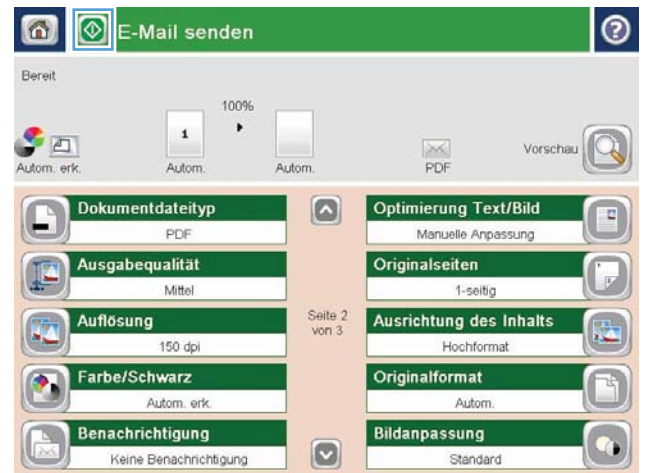 E-Mail senden
?
Bereit
100%
1
Autom. erk.
Autom.
Autom.
PDF
Vorschau
Dokumentdateityp
PDF
Ausgabequalität
Mittel
Auflösung
150 dpi
Farbe/Schwarz
Autom. erk.
Benachrichtigung
Keine Benachrichtigung
Seite 2
von 3
Optimierung Text/Bild
Manuelle Anpassung
Originalseiten
1-seitig
Ausrichtung des Inhalts
Hochformat
Originalformat
Autom.
Bildanpassung
Standard